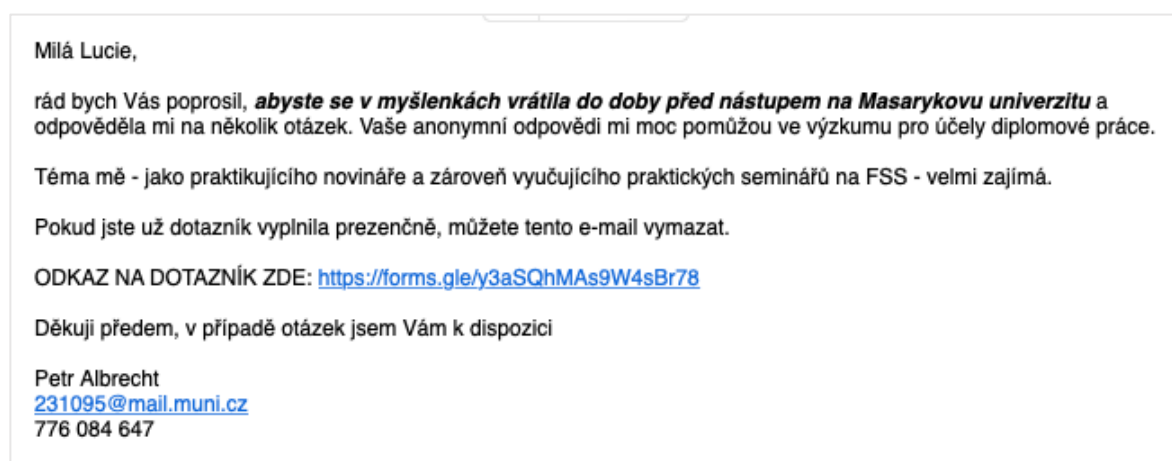 Milá Lucie,
rád bych Vás poprosil, abyste se v myšlenkách vrátila do doby před nástupem na Masarykovu univerzitu a
odpověděla mi na několik otázek. Vaše anonymní odpovědi mi moc pomůžou ve výzkumu pro účely diplomové práce.
Téma mě - jako praktikujícího novináře a zároveň vyučujícího praktických seminářů na FSS - velmi zajímá.
Pokud jste už dotazník vyplnila prezenčně, můžete tento e-mail vymazat.
ODKAZ NA DOTAZNÍK ZDE: https://forms.gle/y3aSQhMAs9W4sBr78
Děkuji předem, v případě otázek jsem Vám k dispozici
Petr Albrecht
231095@mail.muni.cz
776 084 647